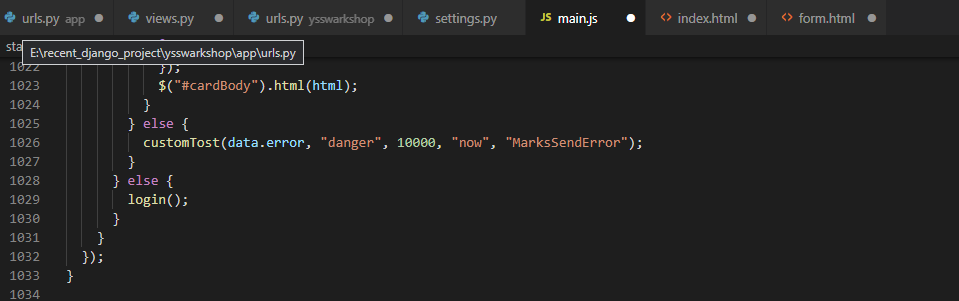 urls.py app views.py urls.py ysswarkshop settings.py JS main.js index.html form.html
sta
E:\recent_django_project\ysswarkshop\app\urls.py
1022 });
1023 $("#cardBody").html(html);
1024 }
1025 } else {
1026 customTost(data.error, "danger", 10000, "now", "MarksSendError");
1027 }
1028 } else {
1029 login();
1030 }
1031 }
1032 });
1033 }
1034